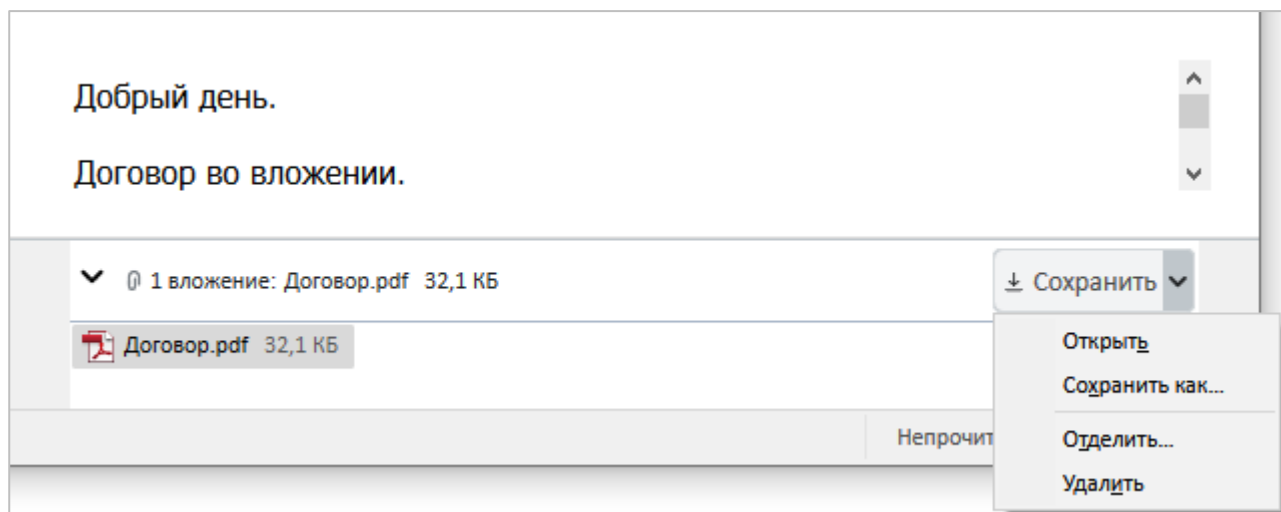 Добрый день.
Договор во вложении.
1 вложение: Договор.pdf 32,1 КБ
Сохранить
Договор.pdf 32,1 КБ
Открыть
Сохранить как...
Непрочит
Отделить...
Удалить